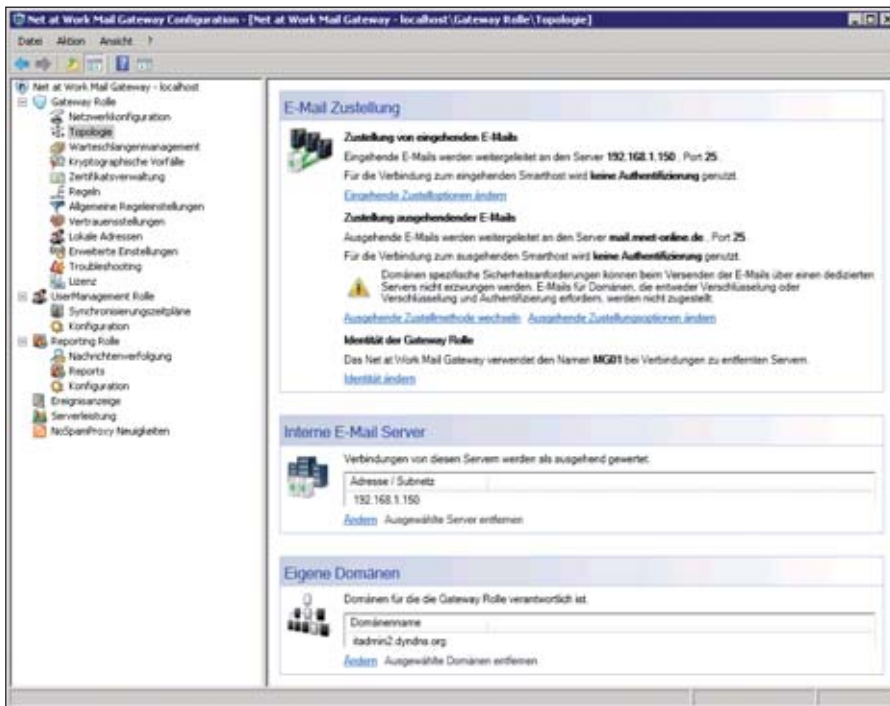 Net at Work Mail Gateway Configuration - [Net at Work Mail Gateway - localhost\Gateway Rolle\Topologie]
Datei Aktion Ansicht ?
Net at Work Mail Gateway - localhost
Gateway Rolle
Netzwerkkonfiguration
Topologie
Warteschlangenmanagement
Kryptographische Vorfälle
Zertifikatsverwaltung
Regeln
Allgemeine Regeleinstellungen
Vertrauensstellungen
Lokale Adressen
Erweiterte Einstellungen
Troubleshooting
Lizenz
UserManagement Rolle
Synchronisierungszeitpläne
Konfiguration
Reporting Rolle
Nachrichtenverfolgung
Reports
Konfiguration
Ereignisanzeige
Serverleistung
NoSpamProxy Neuigkeiten
E-Mail Zustellung
Zustellung von eingehenden E-Mails
Eingehende E-Mails werden weitergeleitet an den Server 192.168.1.150 , Port 25 .
Für die Verbindung zum eingehenden Smarthost wird keine Authentifizierung genutzt.
Eingehende Zustelloptionen ändern
Zustellung ausgehendender E-Mails
Ausgehende E-Mails werden weitergeleitet an den Server mail.mnet-online.de , Port 25 .
Für die Verbindung zum ausgehenden Smarthost wird keine Authentifizierung genutzt.
Domänen spezifische Sicherheitsanforderungen können beim Versenden der E-Mails über einen dedizierten
Servers nicht erzwungen werden. E-Mails für Domänen, die entweder Verschlüsselung oder
Verschlüsselung und Authentifizierung erfordern, werden nicht zugestellt.
Ausgehende Zustellmethode wechseln Ausgehende Zustellungsoptionen ändern
Identität der Gateway Rolle
Das Net at Work Mail Gateway verwendet den Namen MG01 bei Verbindungen zu entfernten Servern.
Identität ändern
Interne E-Mail Server
Verbindungen von diesen Servern werden als ausgehend gewertet.
Adresse / Subnetz
192.168.1.150
Ändern Ausgewählte Server entfernen
Eigene Domänen
Domänen für die die Gateway Rolle verantwortlich ist.
Domänenname
itadmin2.dyndns.org
Ändern Ausgewählte Domänen entfernen